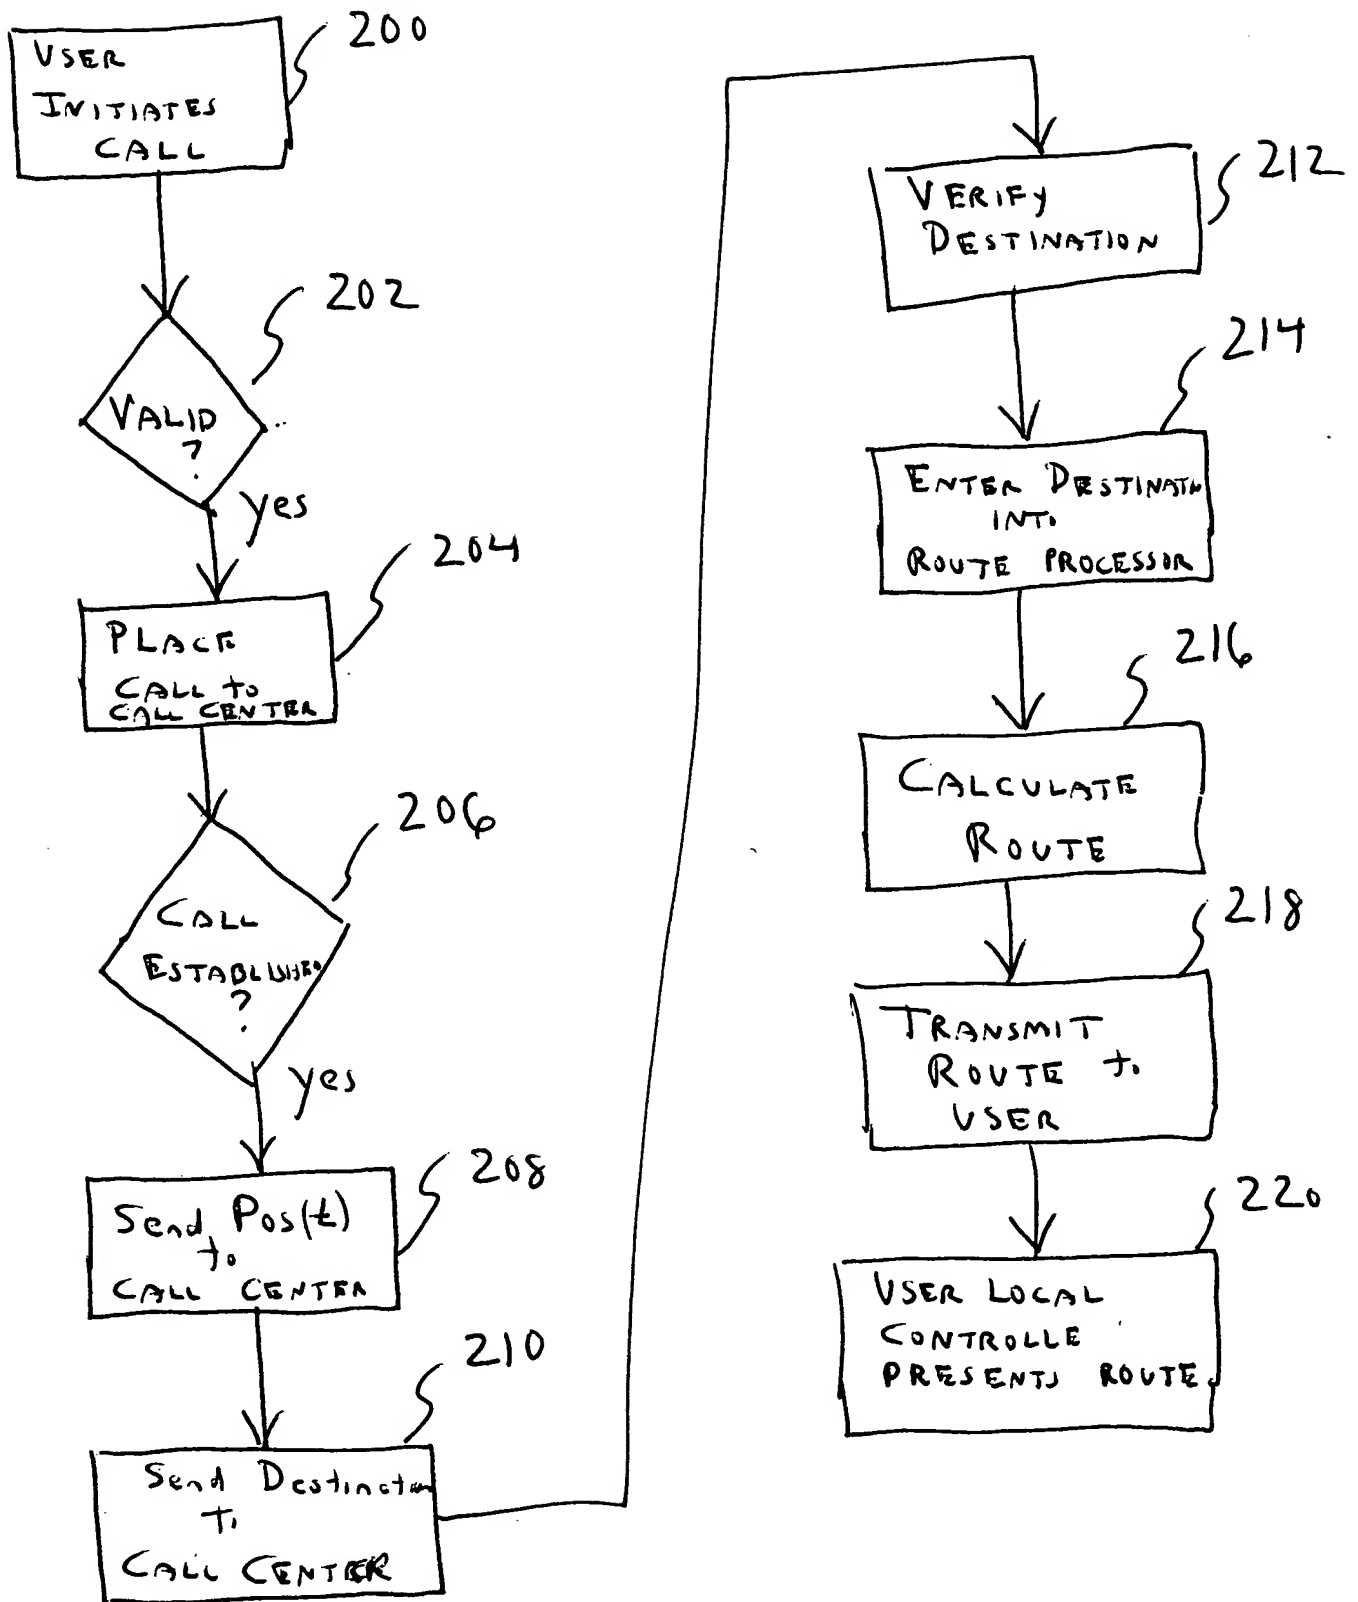 USER
INITIATES
CALL
200
VALID
?
202
yes
PLACE
CALL to
CALL CENTER
204
CALL
ESTABLISHED
?
206
yes
Send Pos(t)
to
CALL CENTER
208
Send Destination
To
CALL CENTER
210
VERIFY
DESTINATION
212
ENTER DESTINATN
INTO
ROUTE PROCESSOR
214
CALCULATE
ROUTE
216
TRANSMIT
ROUTE to
USER
218
USER LOCAL
CONTROLLE
PRESENTS ROUTE
220